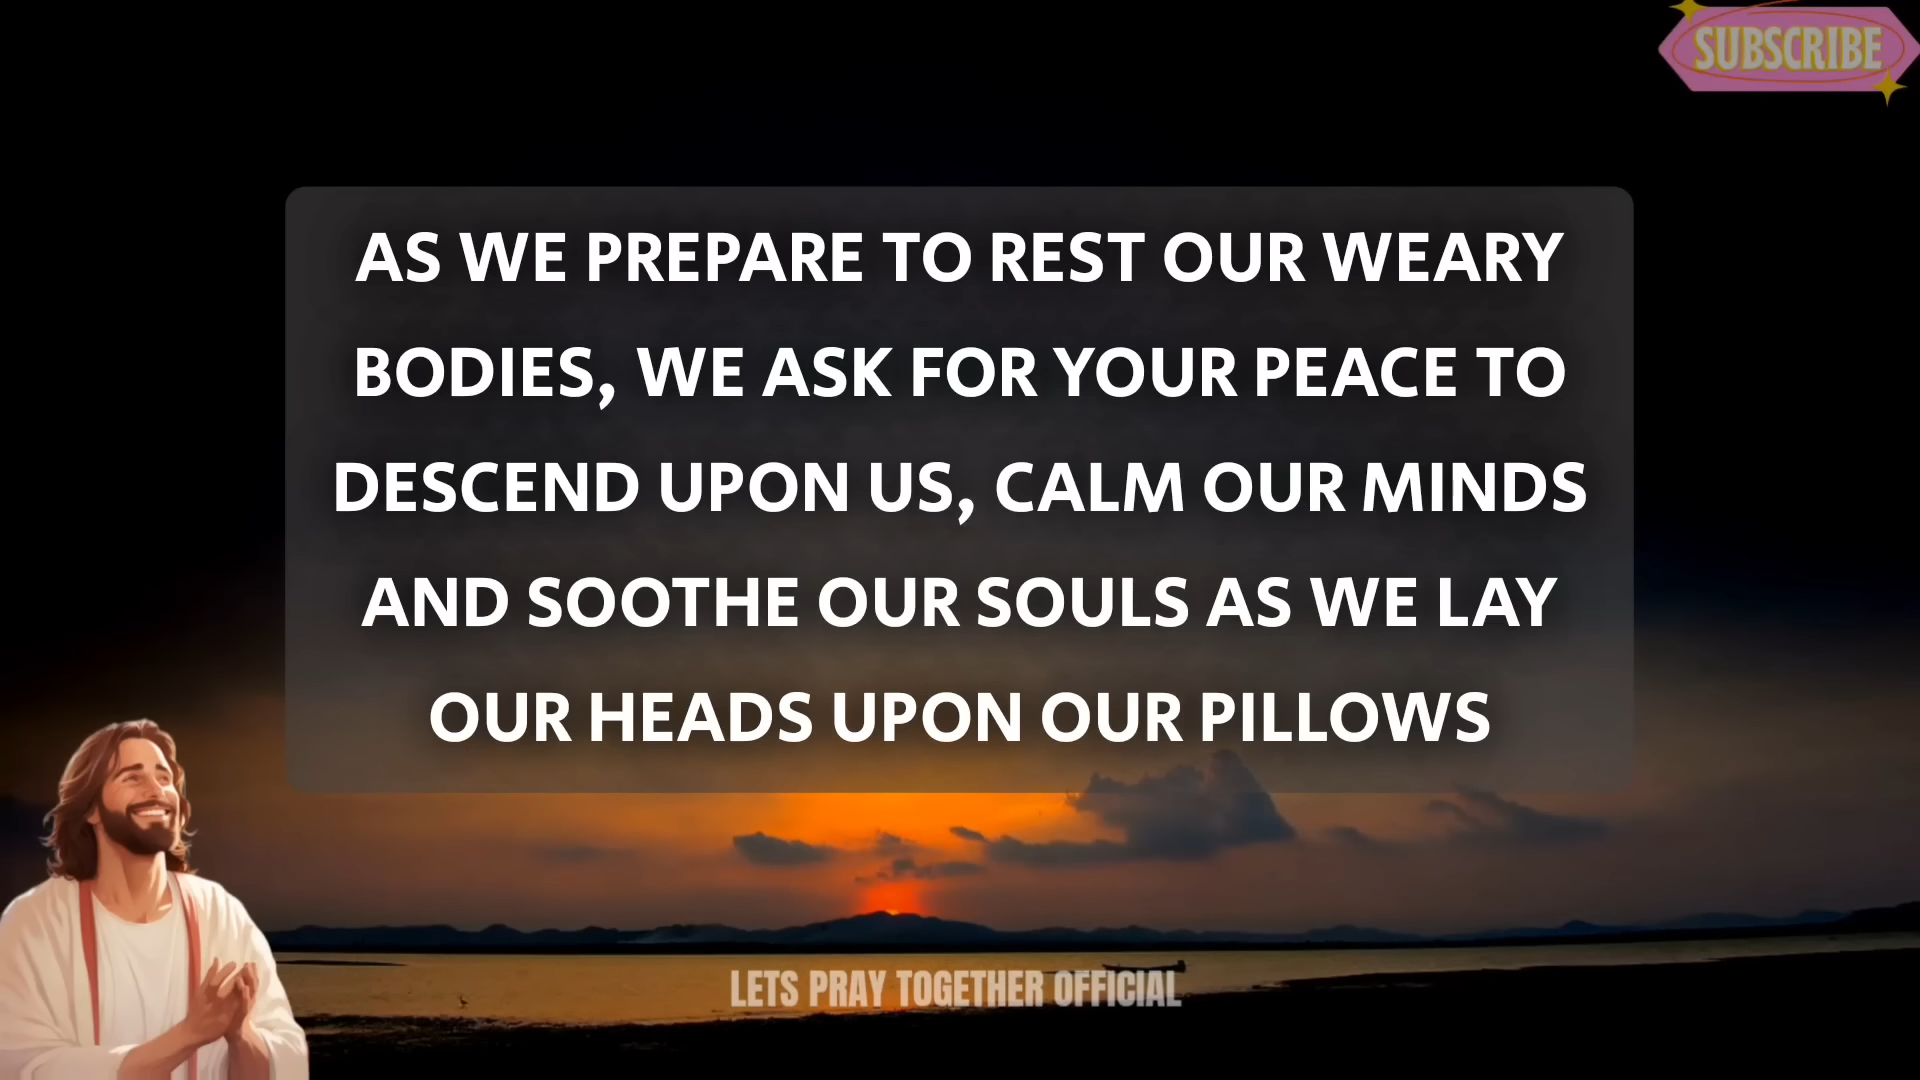 SUBSCRIBE
AS WE PREPARE TO REST OUR WEARY
BODIES, WE ASK FOR YOUR PEACE TO
DESCEND UPON US, CALM OUR MINDS
AND SOOTHE OUR SOULS AS WE LAY
OUR HEADS UPON OUR PILLOWS
LETS PRAY TOGETHER OFFICIAL